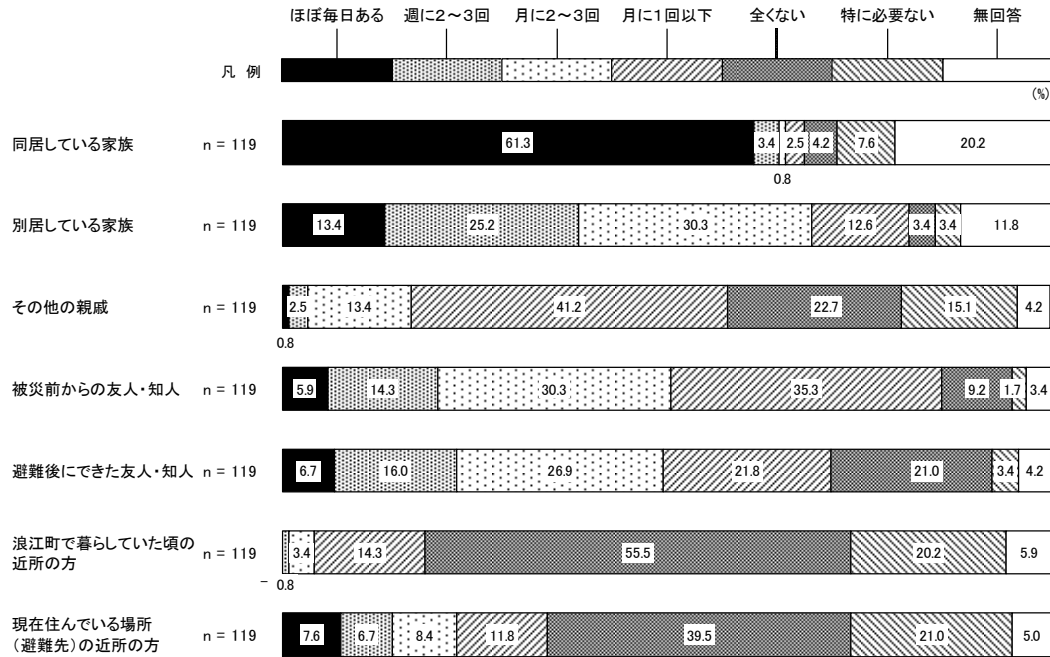 ほぼ毎日ある 週に2～3回 月に2～3回 月に1回以下 全くない 特に必要ない 無回答
凡 例
(%)
同居している家族 n = 119 61.3 3.4 2.5 4.2 7.6 20.2
0.8
別居している家族 n = 119 13.4 25.2 30.3 12.6 3.4 3.4 11.8
その他の親戚 n = 119 2.5 13.4 41.2 22.7 15.1 4.2
0.8
被災前からの友人・知人 n = 119 5.9 14.3 30.3 35.3 9.2 1.7 3.4
避難後にできた友人・知人 n = 119 6.7 16.0 26.9 21.8 21.0 3.4 4.2
浪江町で暮らしていた頃の
近所の方 n = 119 3.4 14.3 55.5 20.2 5.9
– 0.8
現在住んでいる場所
（避難先）の近所の方 n = 119 7.6 6.7 8.4 11.8 39.5 21.0 5.0